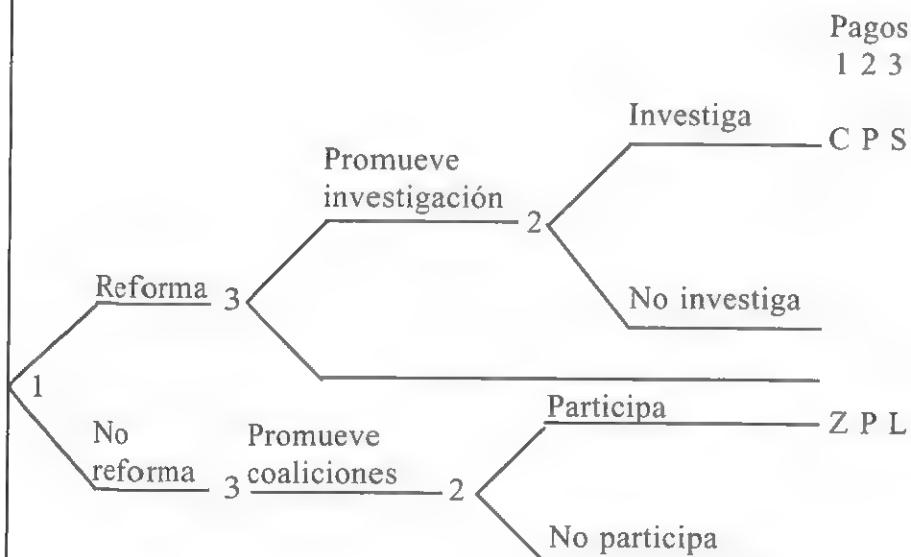 Pagos
1 2 3
Investiga
C P S
Promueve
investigación
2
Reforma 3
No investiga
1
Participa
Z P L
No
reforma
3
Promueve
coaliciones
2
No participa